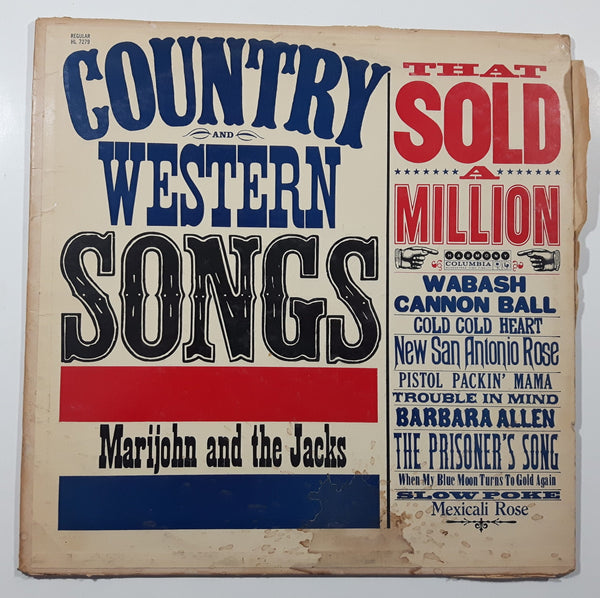 REGULAR
HL 7279
COUNTRY
AND
WESTERN
SONGS
Marijohn and the Jacks
THAT
SOLD
A
MILLION
HARMONY
COLUMBIA
WABASH
CANNON BALL
COLD COLD HEART
New San Antonio Rose
PISTOL PACKIN' MAMA
TROUBLE IN MIND
BARBARA ALLEN
THE PRISONER'S SONG
When My Blue Moon Turns To Gold Again
SLOW POKE
Mexicali Rose